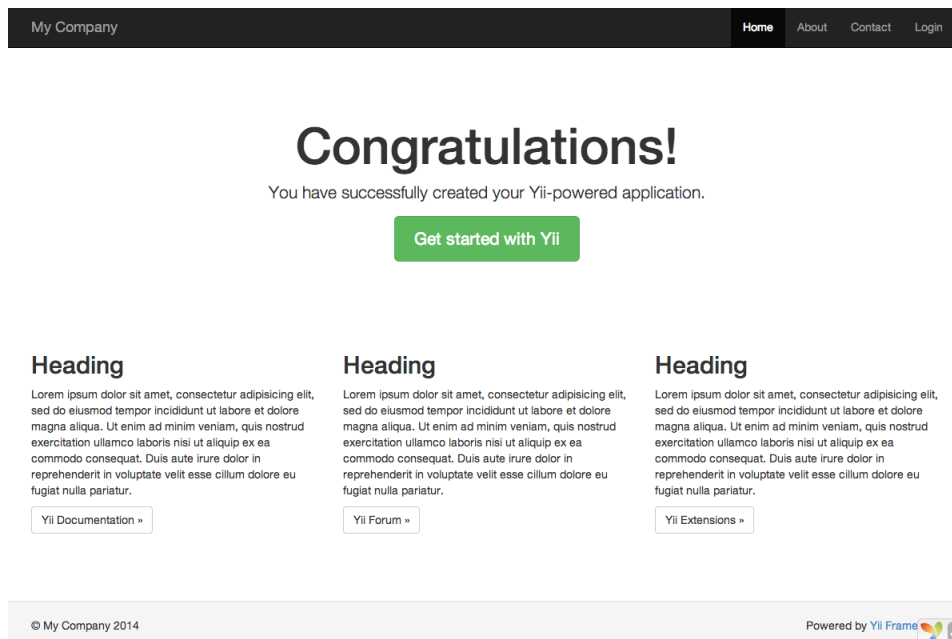 My Company Home About Contact Login
Congratulations!
You have successfully created your Yii-powered application.
Get started with Yii
Heading
Lorem ipsum dolor sit amet, consectetur adipisicing elit,
sed do eiusmod tempor incididunt ut labore et dolore
magna aliqua. Ut enim ad minim veniam, quis nostrud
exercitation ullamco laboris nisi ut aliquip ex ea
commodo consequat. Duis aute irure dolor in
reprehenderit in voluptate velit esse cillum dolore eu
fugiat nulla pariatur.
Yii Documentation »
Heading
Lorem ipsum dolor sit amet, consectetur adipisicing elit,
sed do eiusmod tempor incididunt ut labore et dolore
magna aliqua. Ut enim ad minim veniam, quis nostrud
exercitation ullamco laboris nisi ut aliquip ex ea
commodo consequat. Duis aute irure dolor in
reprehenderit in voluptate velit esse cillum dolore eu
fugiat nulla pariatur.
Yii Forum »
Heading
Lorem ipsum dolor sit amet, consectetur adipisicing elit,
sed do eiusmod tempor incididunt ut labore et dolore
magna aliqua. Ut enim ad minim veniam, quis nostrud
exercitation ullamco laboris nisi ut aliquip ex ea
commodo consequat. Duis aute irure dolor in
reprehenderit in voluptate velit esse cillum dolore eu
fugiat nulla pariatur.
Yii Extensions »
© My Company 2014 Powered by Yii Frame